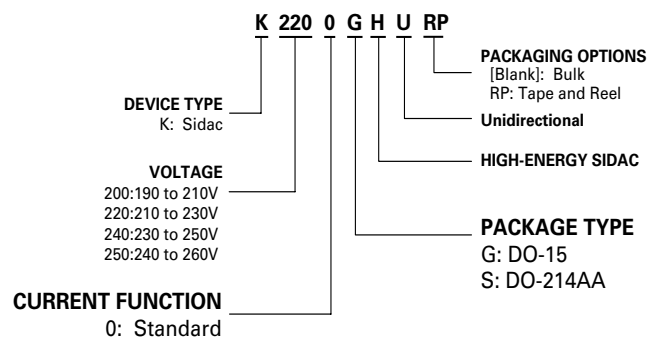 K 220 0 G H U RP
PACKAGING OPTIONS
[Blank]: Bulk
RP: Tape and Reel
Unidirectional
HIGH-ENERGY SIDAC
PACKAGE TYPE
G: DO-15
S: DO-214AA
DEVICE TYPE
K: Sidac
VOLTAGE
200:190 to 210V
220:210 to 230V
240:230 to 250V
250:240 to 260V
CURRENT FUNCTION
0: Standard